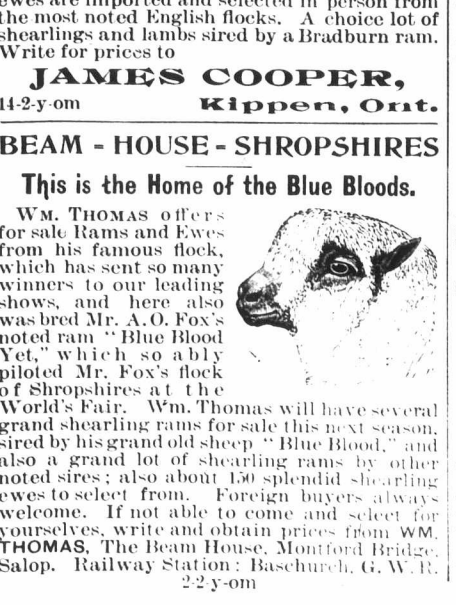 ewes are imported and selected in person from
the most noted English flocks. A choice lot of
shearlings and lambs sired by a Bradburn ram.
Write for prices to
JAMES COOPER,
14-2-y-om Kippen, Ont.
BEAM - HOUSE - SHROPSHIRES
This is the Home of the Blue Bloods.
WM. THOMAS offers
for sale Rams and Ewes
from his famous flock,
which has sent so many
winners to our leading
shows, and here also
was bred Mr. A. O. Fox's
noted ram "Blue Blood
Yet," which so ably
piloted Mr. Fox's flock
of Shropshires at the
World's Fair. Wm. Thomas will have several
grand shearling rams for sale this next season,
sired by his grand old sheep "Blue Blood," and
also a grand lot of shearling rams by other
noted sires; also about 150 splendid shearling
ewes to select from. Foreign buyers always
welcome. If not able to come and select for
yourselves, write and obtain prices from WM.
THOMAS, The Beam House, Montford Bridge,
Salop. Railway Station: Baschurch, G. W. R.
2-2-y-om